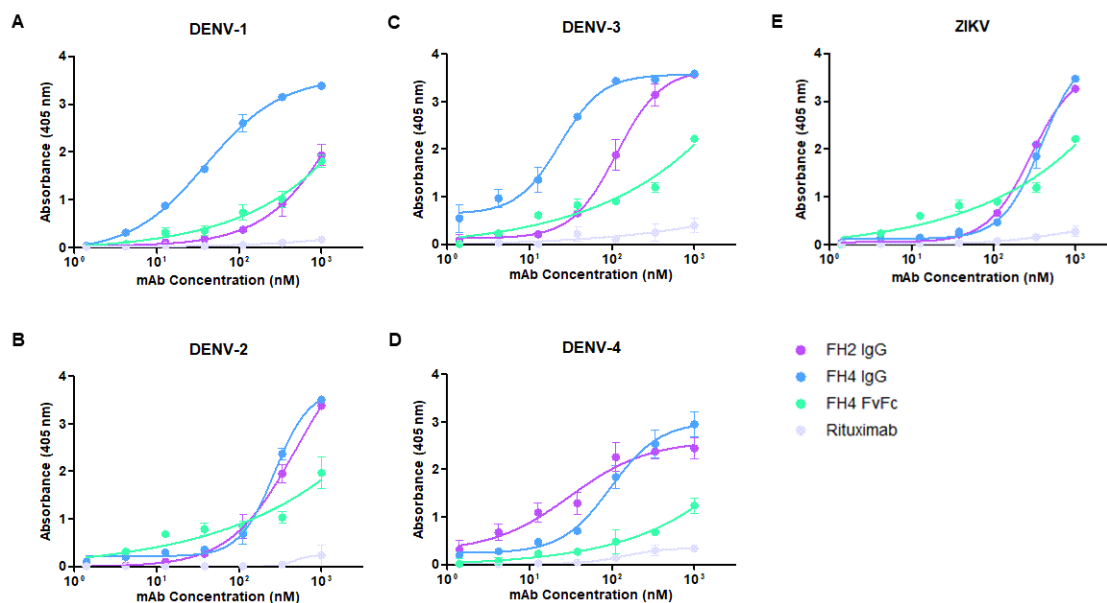 A
DENV-1
Absorbance (405 nm)
4
3
2
1
0
10⁰
10¹
10²
10³
mAb Concentration (nM)
C
DENV-3
Absorbance (405 nm)
4
3
2
1
0
10⁰
10¹
10²
10³
mAb Concentration (nM)
E
ZIKV
Absorbance (405 nm)
4
3
2
1
0
10⁰
10¹
10²
10³
mAb Concentration (nM)
B
DENV-2
Absorbance (405 nm)
4
3
2
1
0
10⁰
10¹
10²
10³
mAb Concentration (nM)
D
DENV-4
Absorbance (405 nm)
4
3
2
1
0
10⁰
10¹
10²
10³
mAb Concentration (nM)
FH2 IgG
FH4 IgG
FH4 FvFc
Rituximab